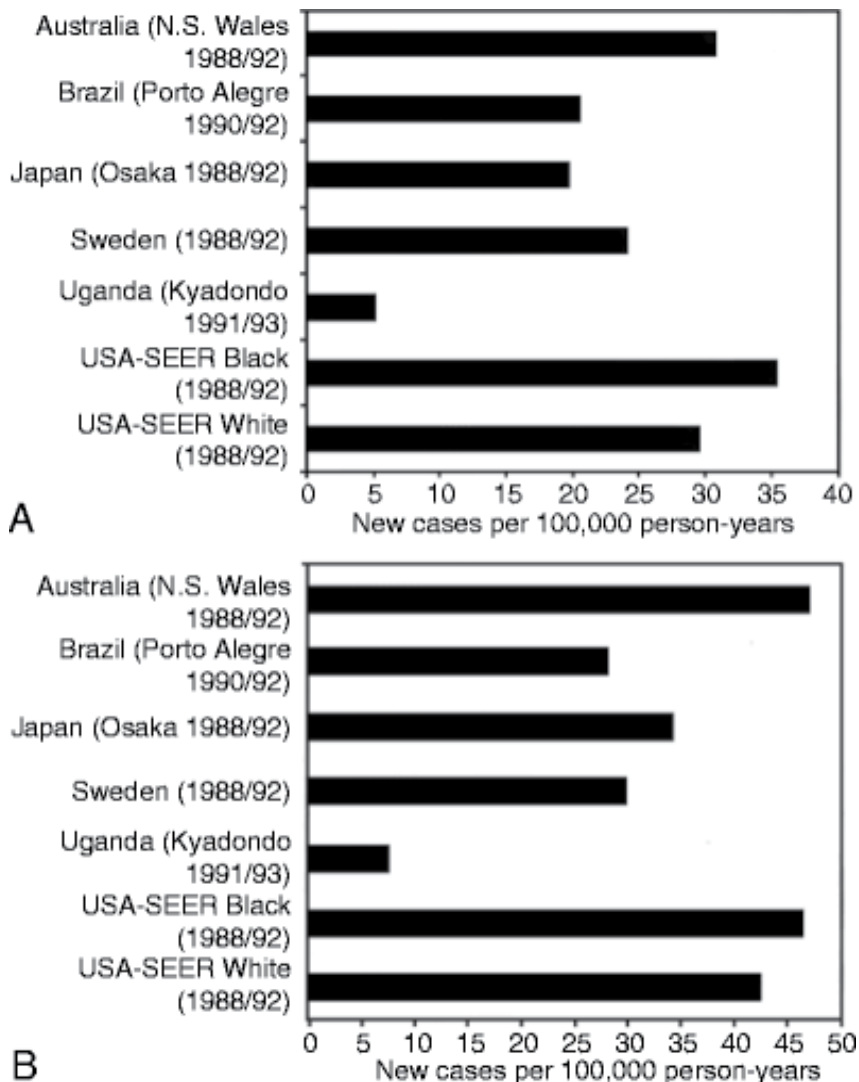 Australia (N.S. Wales
1988/92)
Brazil (Porto Alegre
1990/92)
Japan (Osaka 1988/92)
Sweden (1988/92)
Uganda (Kyadondo
1991/93)
USA-SEER Black
(1988/92)
USA-SEER White
(1988/92)
0 5 10 15 20 25 30 35 40
New cases per 100,000 person-years
A
Australia (N.S. Wales
1988/92)
Brazil (Porto Alegre
1990/92)
Japan (Osaka 1988/92)
Sweden (1988/92)
Uganda (Kyadondo
1991/93)
USA-SEER Black
(1988/92)
USA-SEER White
(1988/92)
0 5 10 15 20 25 30 35 40 45 50
New cases per 100,000 person-years
B